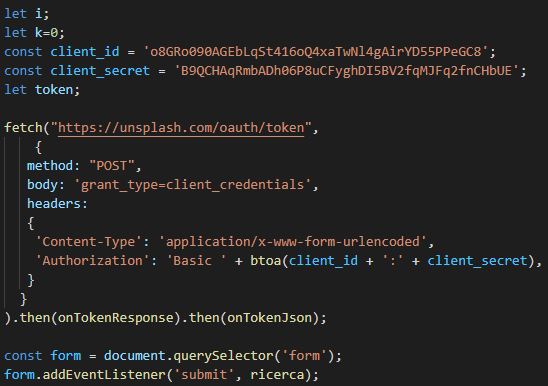 let i;
let k=0;
const client_id = 'o8GRo090AGEbLqSt416oQ4xaTwNl4gAirYD55PPeGC8';
const client_secret = 'B9QCHAqRmbADh06P8uCFyghDI5BV2fqMJFq2fnCHbUE';
let token;
fetch("https://unsplash.com/oauth/token",
{
method: "POST",
body: 'grant_type=client_credentials',
headers:
{
'Content-Type': 'application/x-www-form-urlencoded',
'Authorization': 'Basic ' + btoa(client_id + ':' + client_secret),
}
}
).then(onTokenResponse).then(onTokenJson);
const form = document.querySelector('form');
form.addEventListener('submit', ricerca);